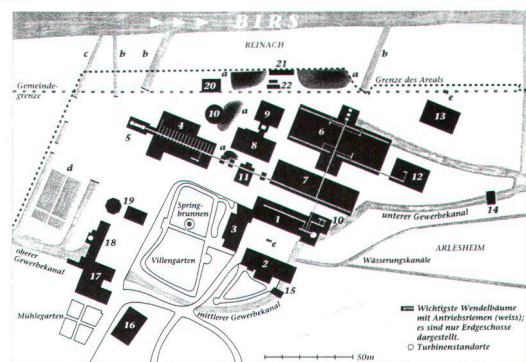 BIRS
REINACH
c
b
b
b
21
a
a
Grenze des Areals
Gemeinde-
grenze
20
22
e
10
a
9
13
4
6
5
8
a
11
12
7
d
14
19
Spring-
brunnen
3
1
10
unterer Gewerbekanal
18
Villengarten
e
ARLESHEIM
oberer
Gewerbekanal
2
Wässerungskanäle
17
15
Mühlegarten
mittlerer Gewerbekanal
16
Wichtigste Wendelbäume
mit Antriebsriemen (weiss);
es sind nur Erdgeschosse
dargestellt.
Turbinenstandorte
50m